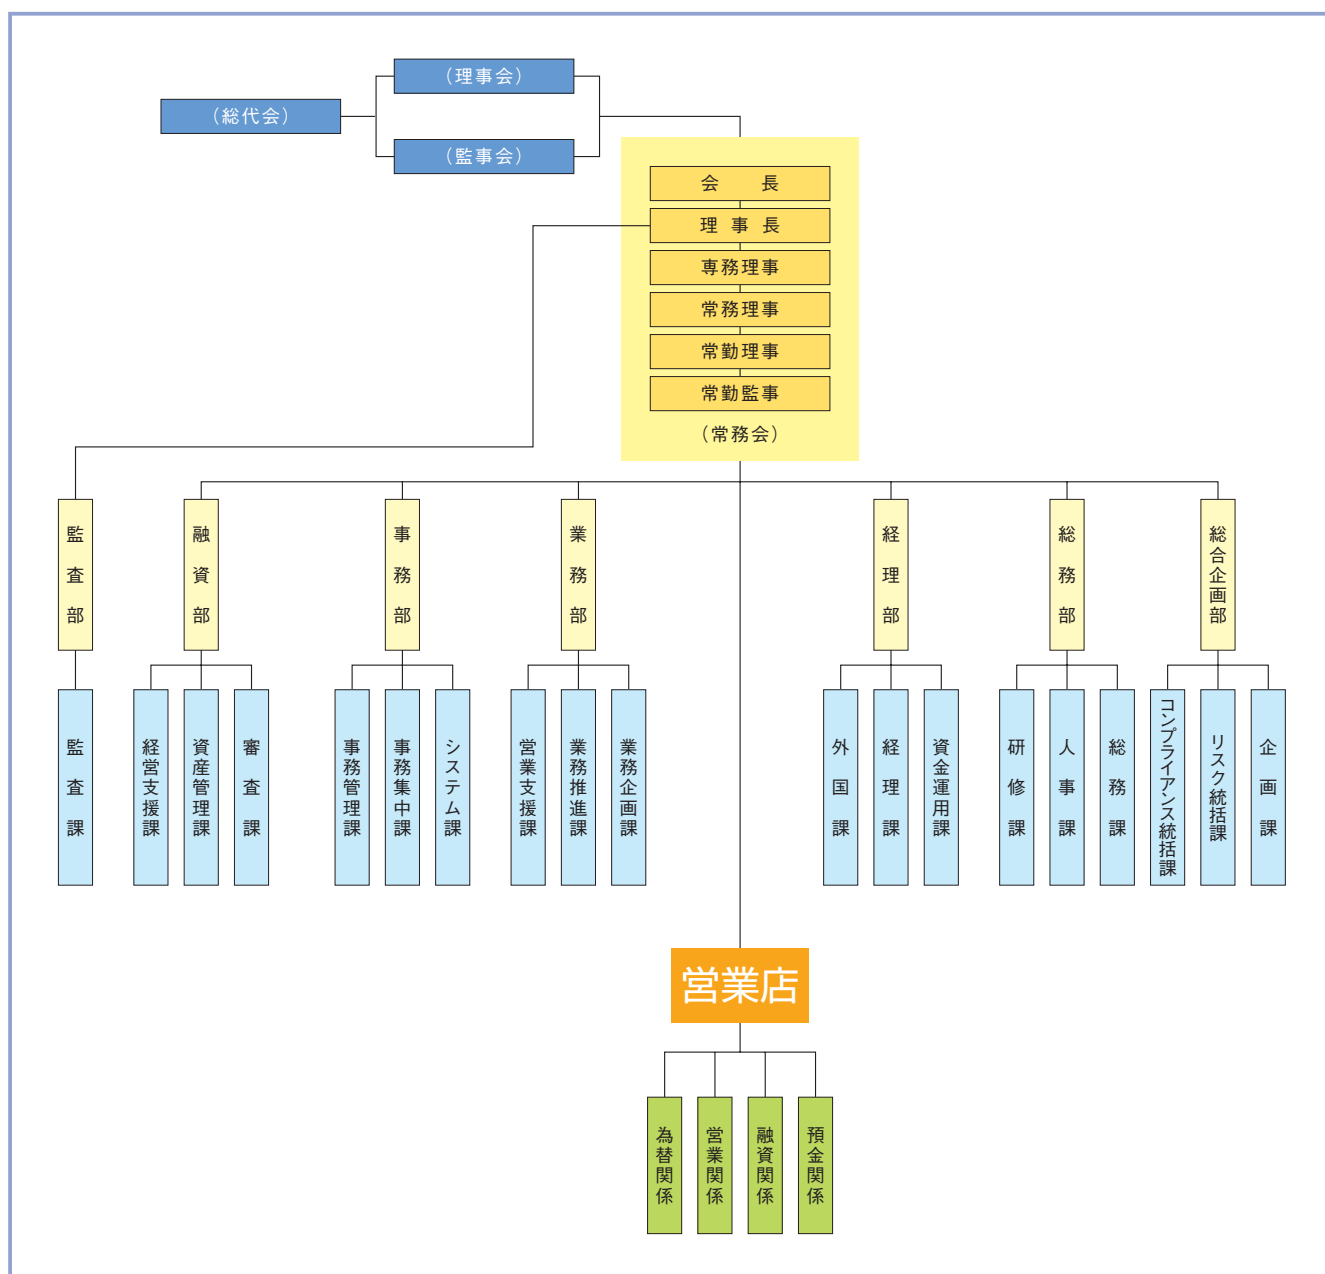 （総代会）
（理事会）
（監事会）
会　長
理事長
専務理事
常務理事
常勤理事
常勤監事
（常務会）
監査部
融資部
事務部
業務部
経理部
総務部
総合企画部
監査課
経営支援課
資産管理課
審査課
事務管理課
事務集中課
システム課
営業支援課
業務推進課
業務企画課
外国課
経理課
資金運用課
研修課
人事課
総務課
コンプライアンス統括課
リスク統括課
企画課
営業店
為替関係
営業関係
融資関係
預金関係